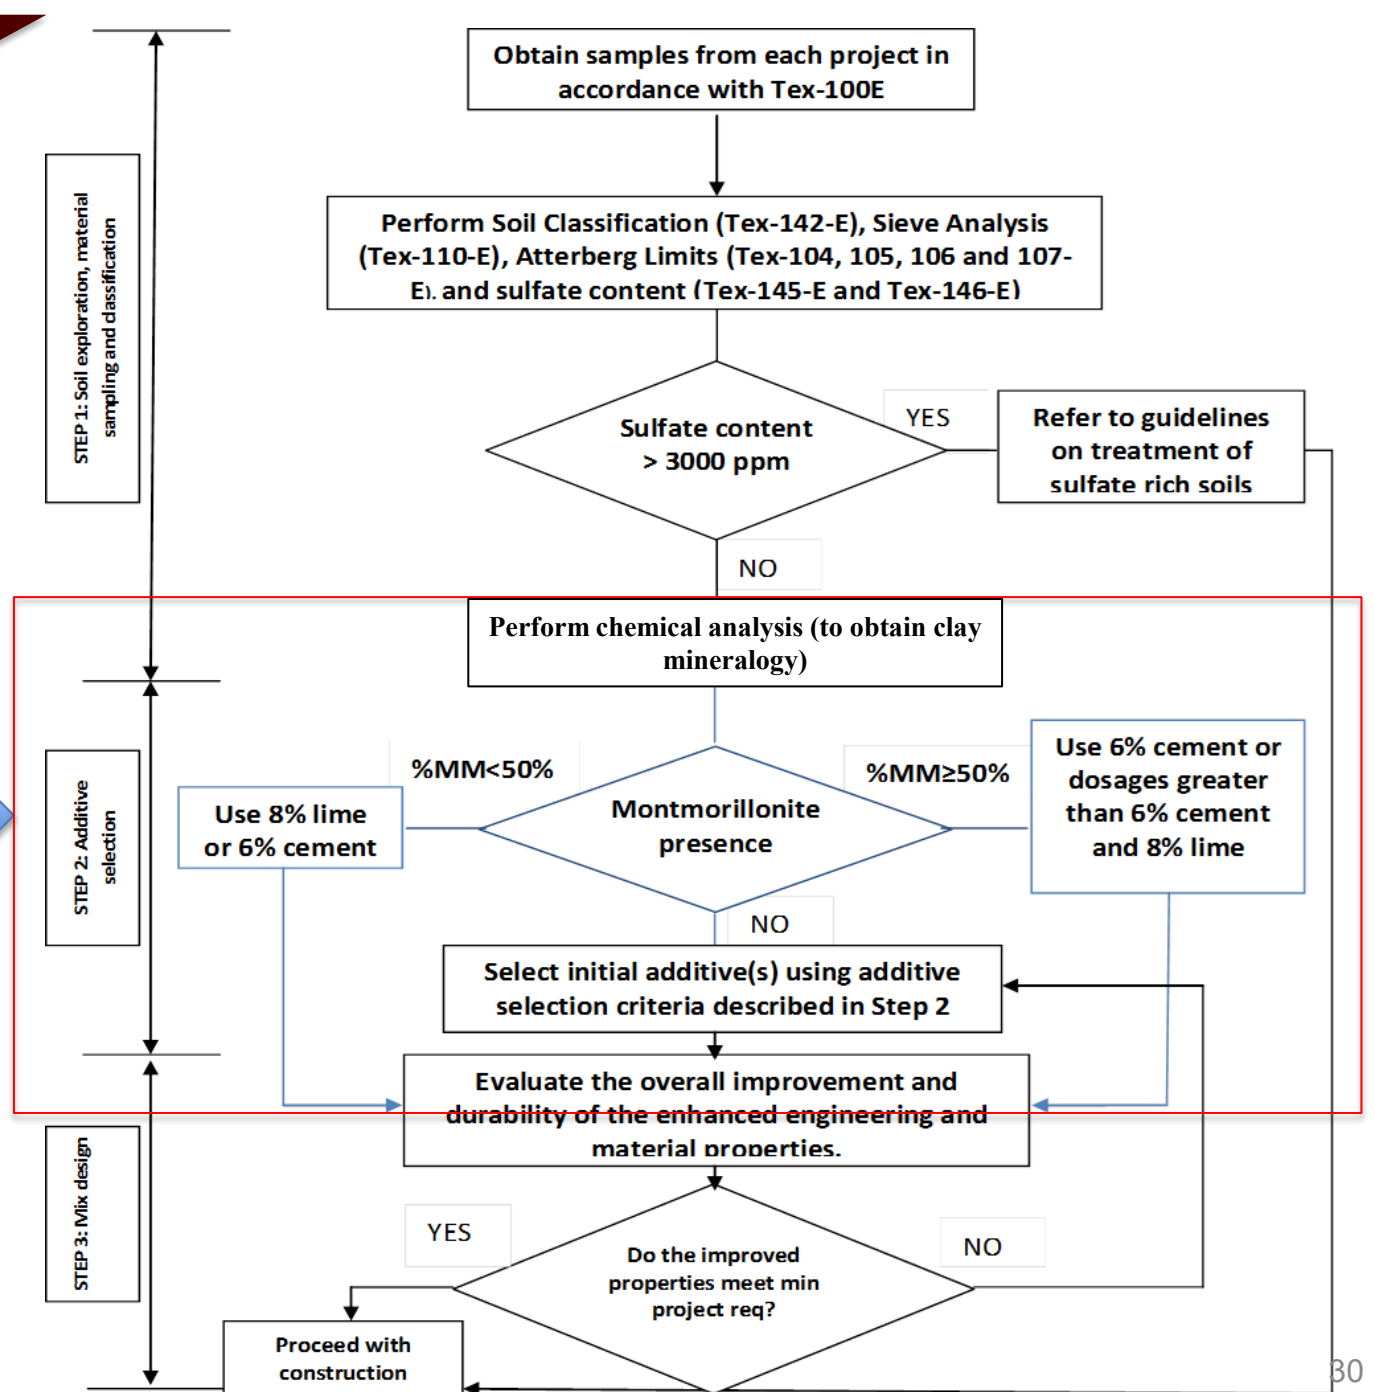 Obtain samples from each project in
accordance with Tex-100E
STEP 1: Soil exploration, material
sampling and classification
Perform Soil Classification (Tex-142-E), Sieve Analysis
(Tex-110-E), Atterberg Limits (Tex-104, 105, 106 and 107-
E), and sulfate content (Tex-145-E and Tex-146-E)
Sulfate content
> 3000 ppm
YES
Refer to guidelines
on treatment of
sulfate rich soils
NO
Perform chemical analysis (to obtain clay
mineralogy)
STEP 2: Additive
selection
%MM<50%
Use 8% lime
or 6% cement
Montmorillonite
presence
%MM≥50%
Use 6% cement or
dosages greater
than 6% cement
and 8% lime
NO
Select initial additive(s) using additive
selection criteria described in Step 2
Evaluate the overall improvement and
durability of the enhanced engineering and
material properties.
STEP 3: Mix design
YES
Do the improved
properties meet min
project req?
NO
Proceed with
construction
30